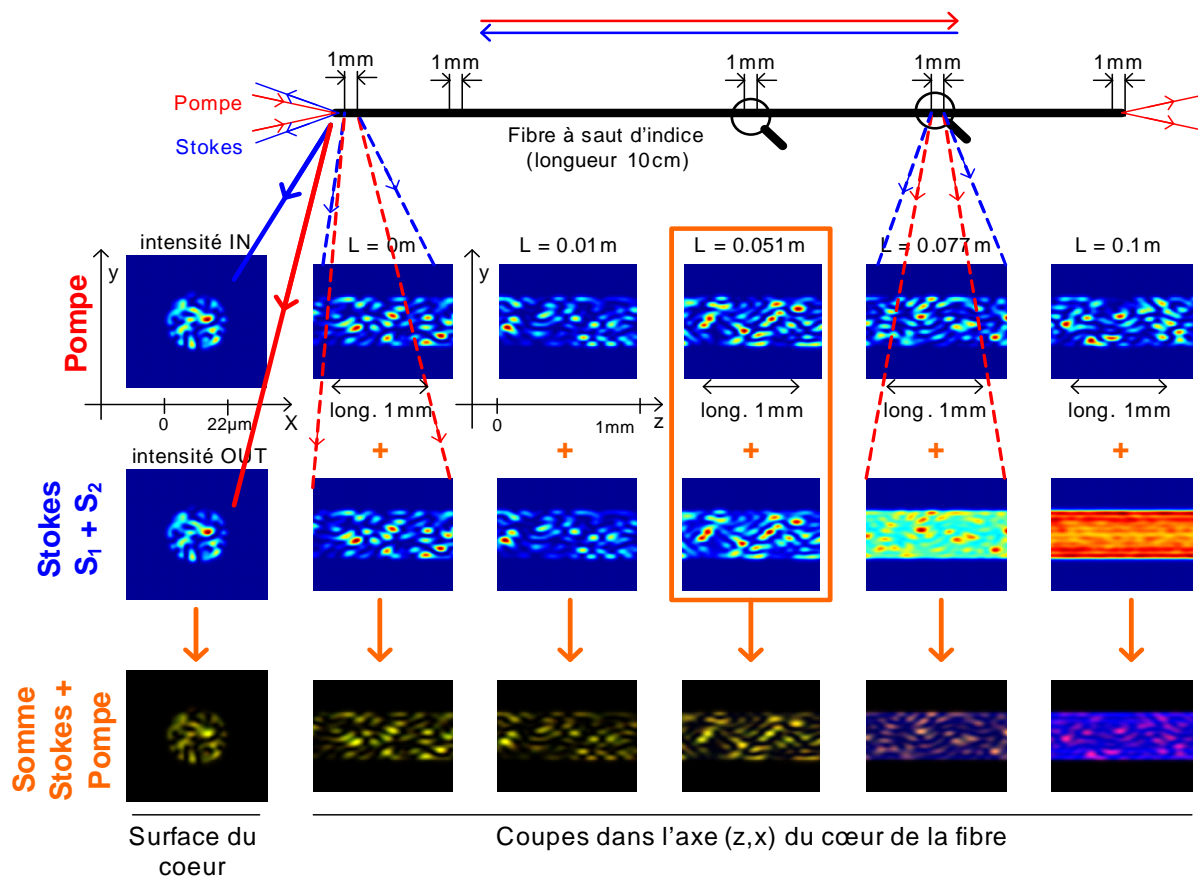 1mm
1mm
1mm
1mm
1mm
Pompe
Stokes
Fibre à saut d'indice
(longueur 10cm)
intensité IN
L = 0m
L = 0.01m
L = 0.051m
L = 0.077m
L = 0.1m
y
y
Pompe
long. 1mm
long. 1mm
long. 1mm
long. 1mm
0
22µm
X
0
1mm
z
intensité OUT
+
+
+
+
+
Stokes
S₁ + S₂
Somme
Stokes +
Pompe
Surface du
coeur
Coupes dans l'axe (z,x) du cœur de la fibre